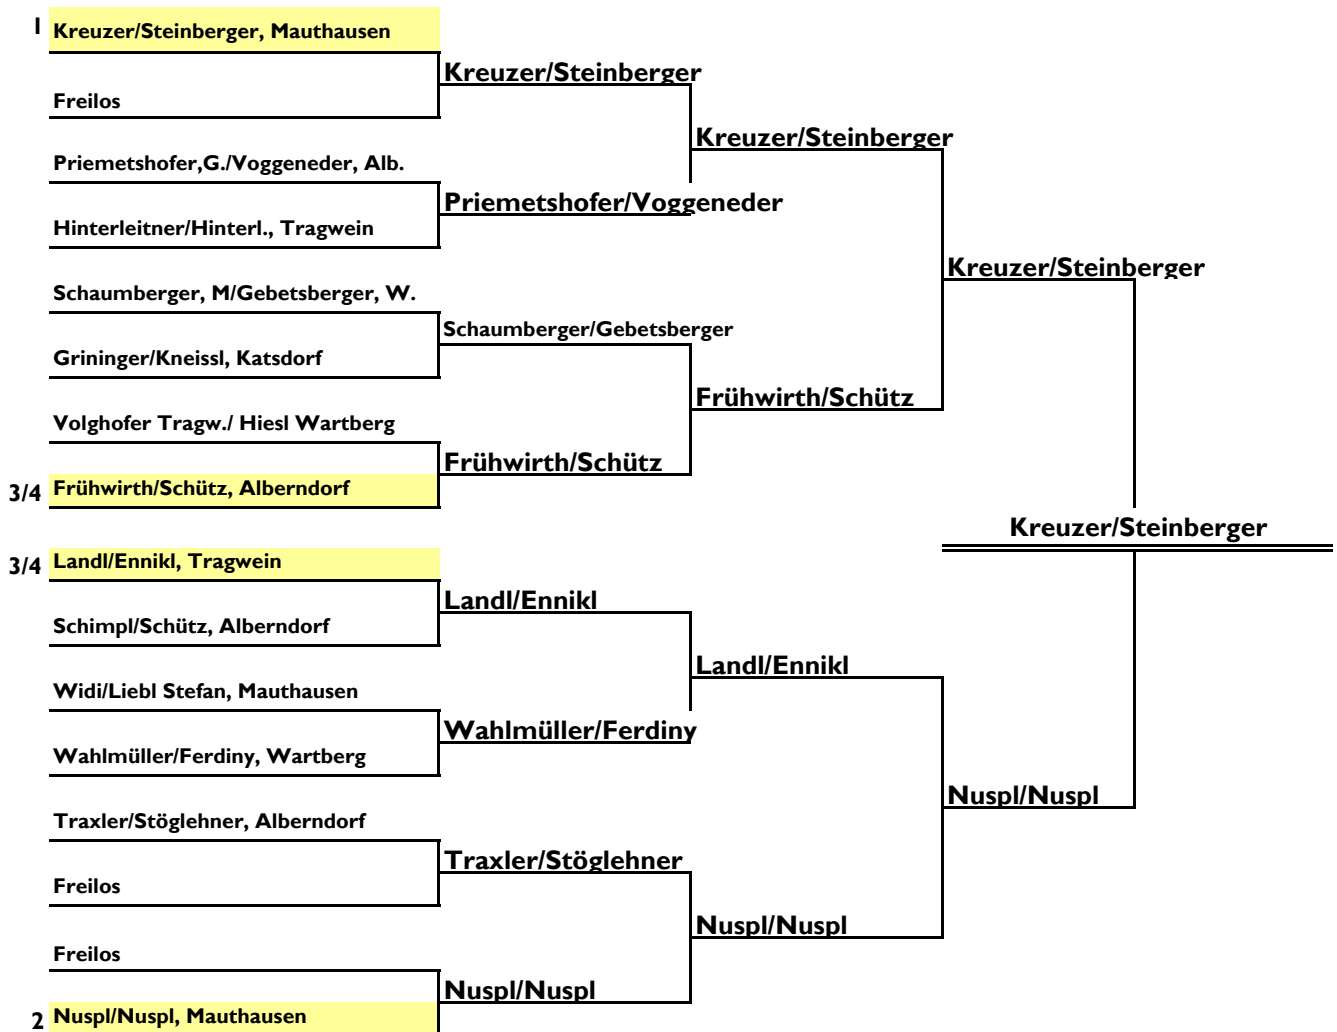 1 Kreuzer/Steinberger, Mauthausen
Kreuzer/Steinberger
Freilos
Kreuzer/Steinberger
Priemetshofer,G./Voggeneder, Alb.
Priemetshofer/Voggeneder
Hinterleitner/Hinterl., Tragwein
Kreuzer/Steinberger
Schaumberger, M/Gebetsberger, W.
Schaumberger/Gebetsberger
Grininger/Kneissl, Katsdorf
Frühwirth/Schütz
Volghofer Tragw./ Hiesl Wartberg
Frühwirth/Schütz
3/4 Frühwirth/Schütz, Alberndorf
Kreuzer/Steinberger
3/4 Landl/Ennikl, Tragwein
Landl/Ennikl
Schimpl/Schütz, Alberndorf
Landl/Ennikl
Widi/Liebl Stefan, Mauthausen
Wahlmüller/Ferdiny
Wahlmüller/Ferdiny, Wartberg
Nuspl/Nuspl
Traxler/Stöglehner, Alberndorf
Traxler/Stöglehner
Freilos
Nuspl/Nuspl
Freilos
Nuspl/Nuspl
2 Nuspl/Nuspl, Mauthausen